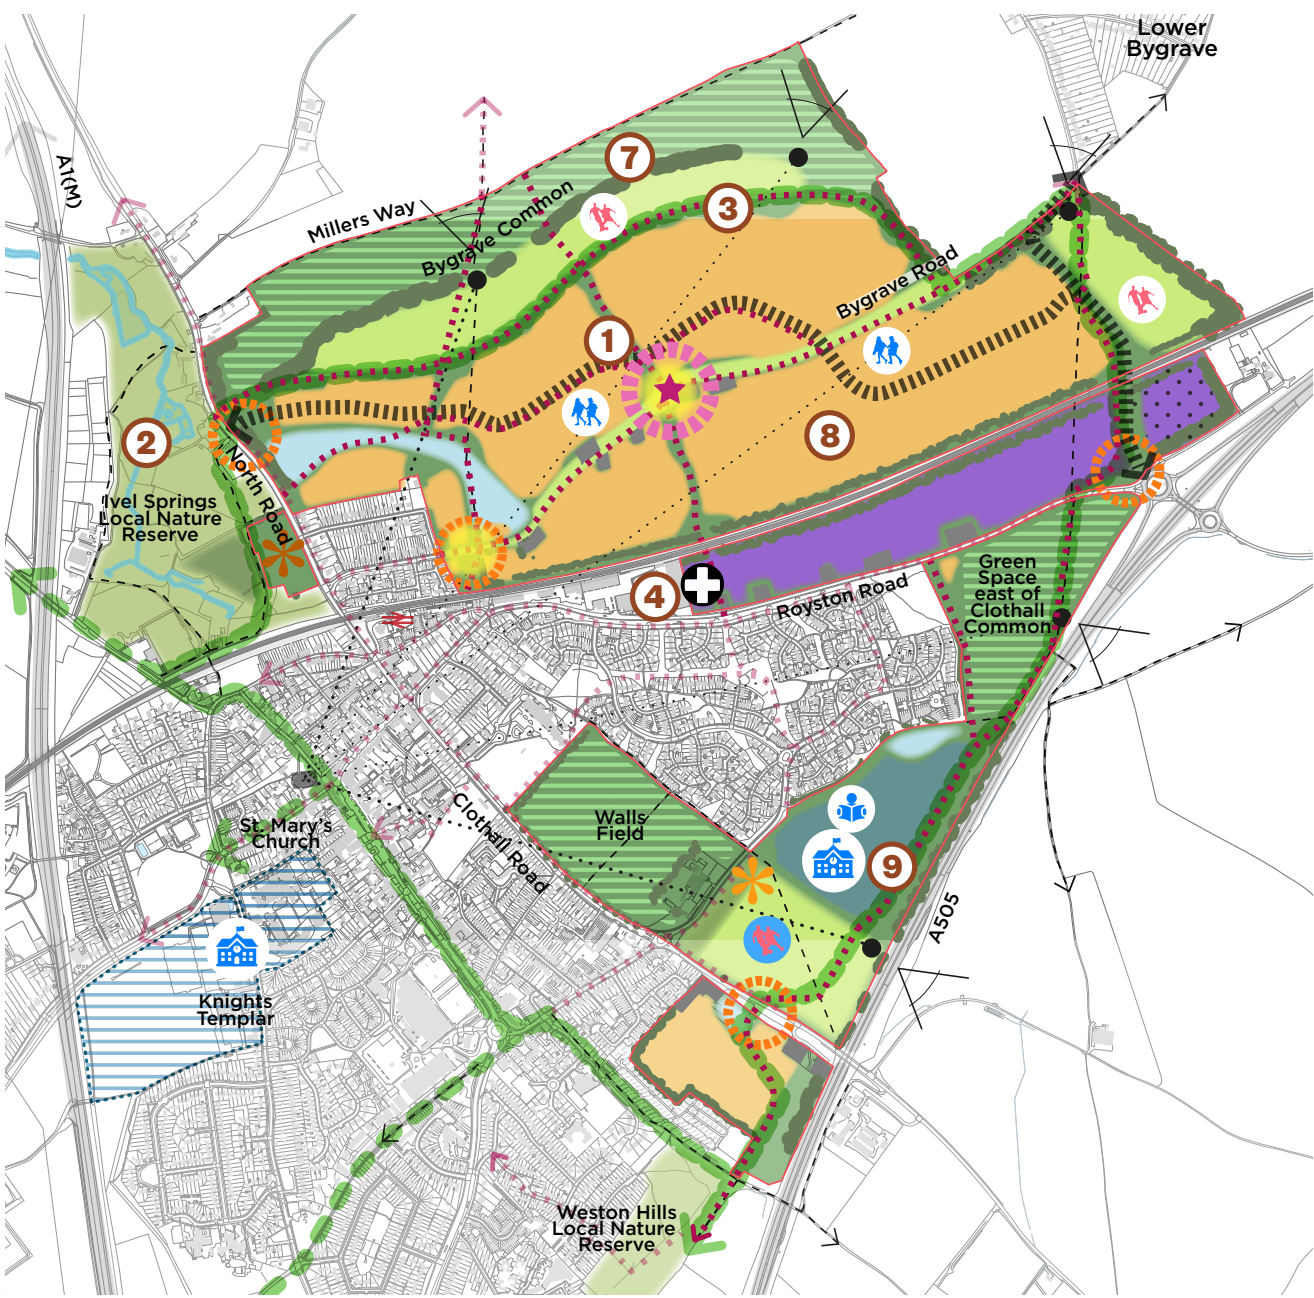 Lower
Bygrave
A1(M)
7
3
Millers Way
Bygrave Common
Bygrave Road
1
8
2
North Road
Ivel Springs
Local Nature
Reserve
Green
Space
east of
Clothall
Common
4
Royston Road
Walls
Field
Clothall Road
St. Mary's
Church
9
A505
Knights
Templar
Weston Hills
Local Nature
Reserve